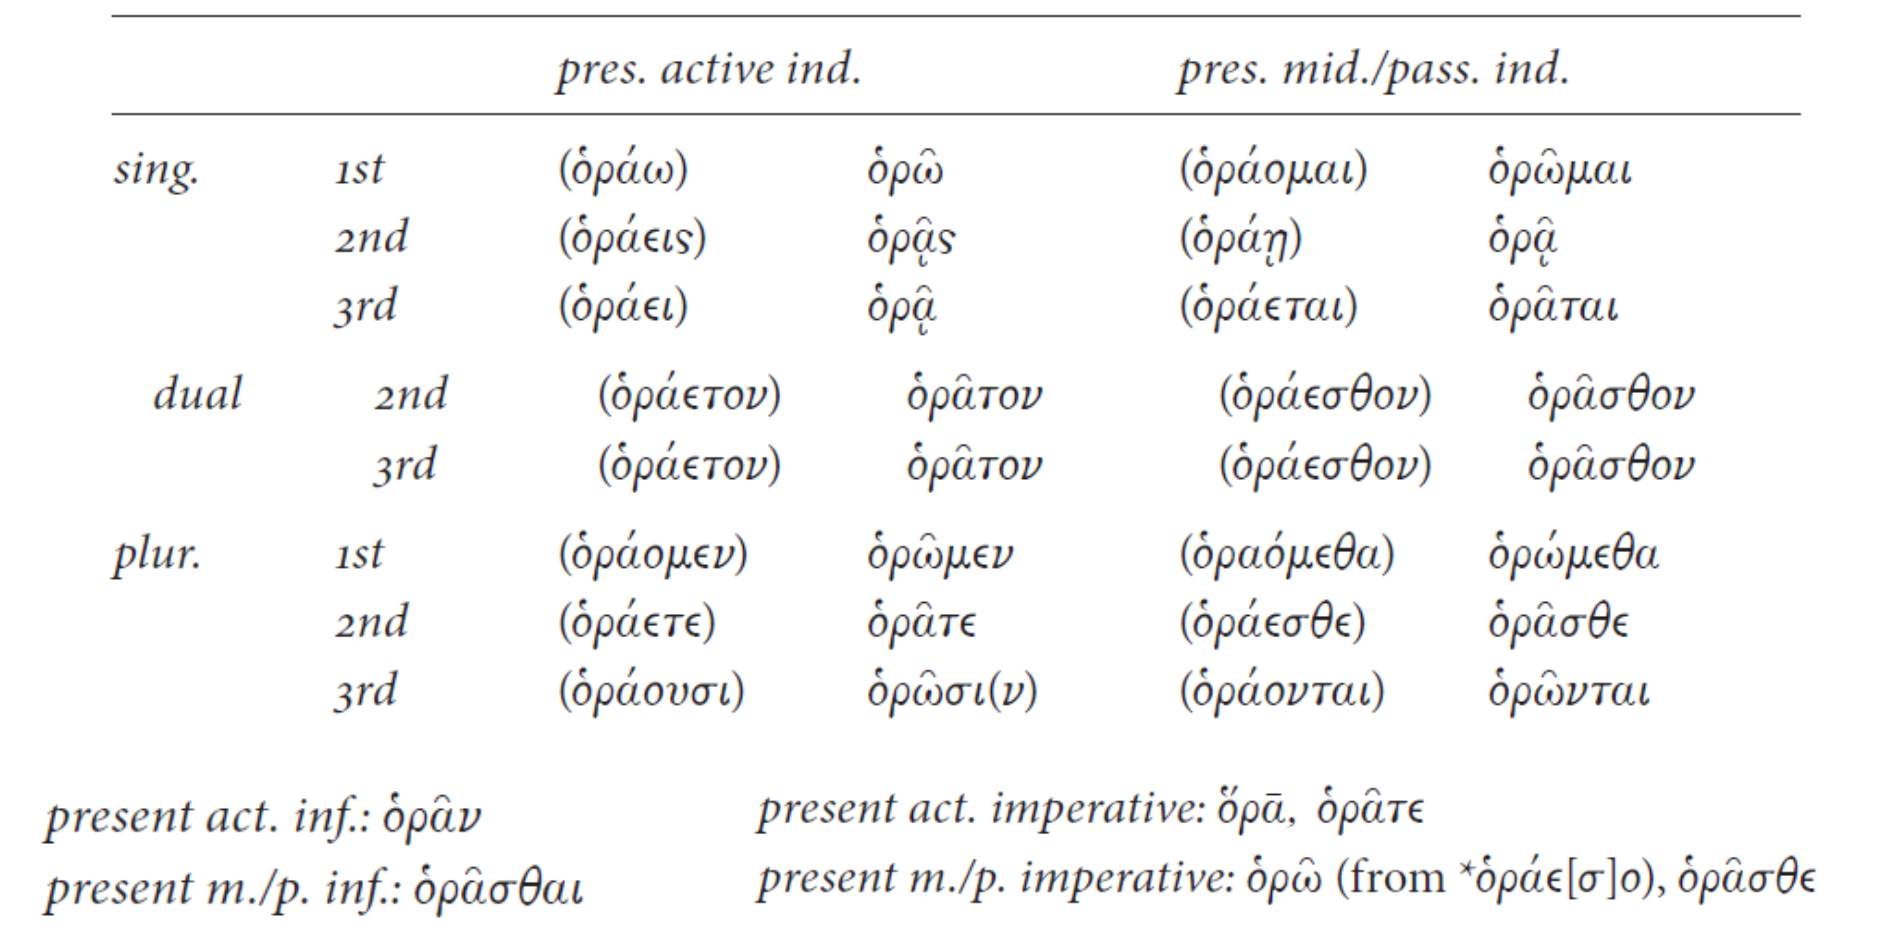 pres. active ind. pres. mid./pass. ind.
sing. 1st (ὁράω) ὁρῶ (ὁράομαι) ὁρῶμαι
2nd (ὁράεις) ὁρᾷς (ὁράῃ) ὁρᾷ
3rd (ὁράει) ὁρᾷ (ὁράεται) ὁρᾶται
dual 2nd (ὁράετον) ὁρᾶτον (ὁράεσθον) ὁρᾶσθον
3rd (ὁράετον) ὁρᾶτον (ὁράεσθον) ὁρᾶσθον
plur. 1st (ὁράομεν) ὁρῶμεν (ὁραόμεθα) ὁρώμεθα
2nd (ὁράετε) ὁρᾶτε (ὁράεσθε) ὁρᾶσθε
3rd (ὁράουσι) ὁρῶσι(ν) (ὁράονται) ὁρῶνται
present act. inf.: ὁρᾶν present act. imperative: ὅρᾱ, ὁρᾶτε
present m./p. inf.: ὁρᾶσθαι present m./p. imperative: ὁρῶ (from *ὁράε[σ]ο), ὁρᾶσθε